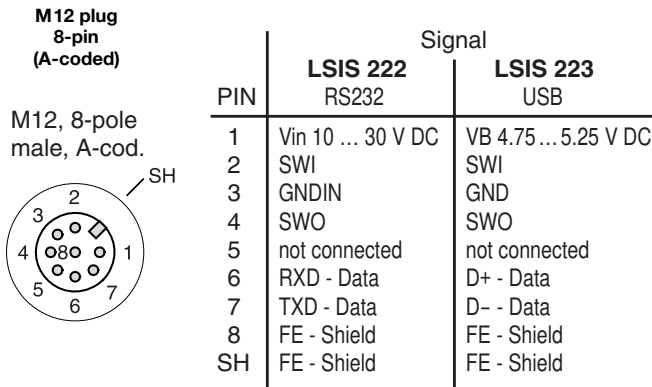 M12 plug
8-pin
(A-coded)
M12, 8-pole
male, A-cod.
SH
2
3
4
8
1
5
6
7
Signal
LSIS 222 LSIS 223
PIN RS232 USB
1 Vin 10 … 30 V DC VB 4.75 … 5.25 V DC
2 SWI SWI
3 GNDIN GND
4 SWO SWO
5 not connected not connected
6 RXD - Data D+ - Data
7 TXD - Data D– - Data
8 FE - Shield FE - Shield
SH FE - Shield FE - Shield